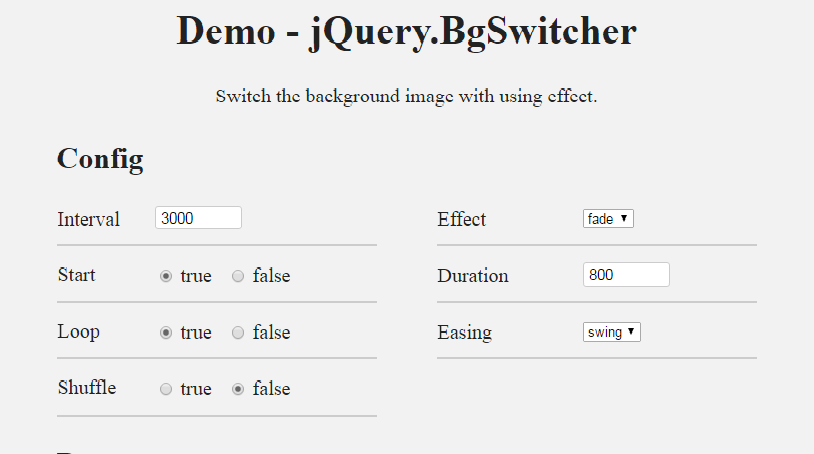 Demo - jQuery.BgSwitcher
Switch the background image with using effect.
Config
Interval 3000
Effect fade
Start true false
Duration 800
Loop true false
Easing swing
Shuffle true false